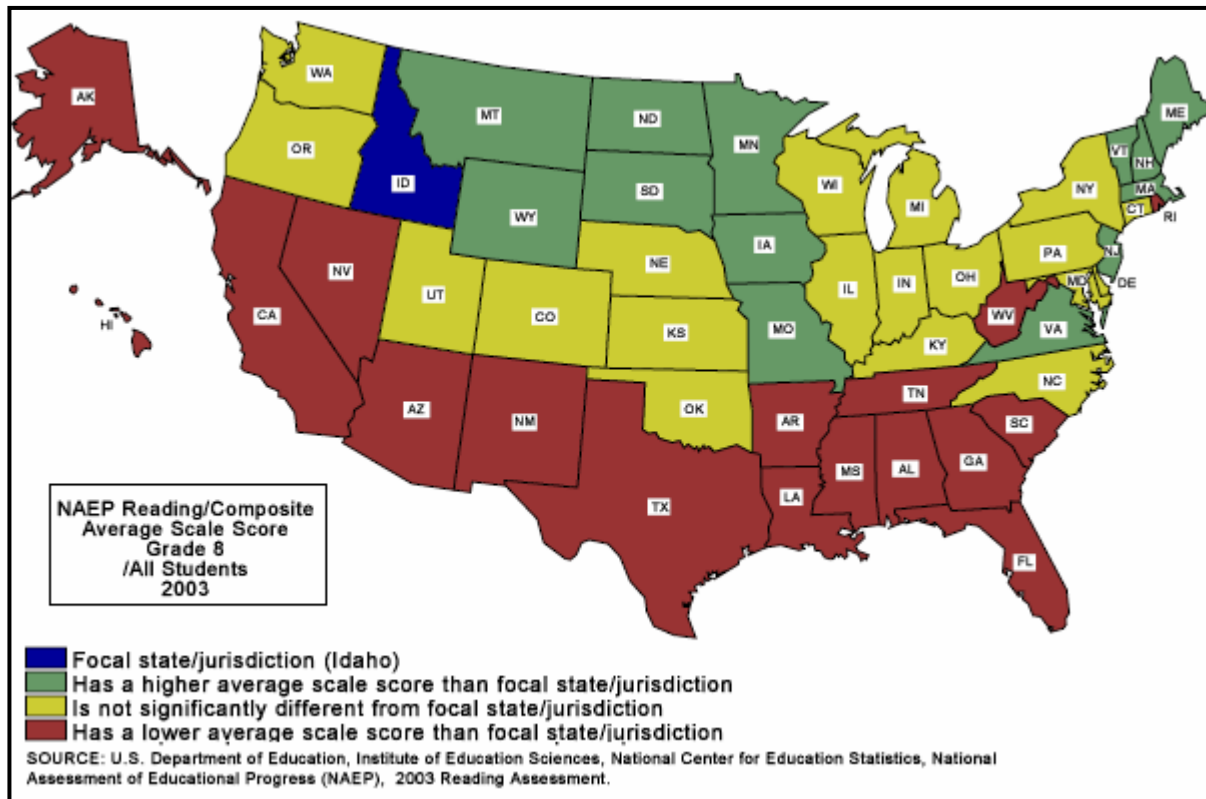 WA
AK
MT
ND
MN
ME
VT
NH
OR
ID
SD
WI
MI
NY
MA
CT
RI
WY
IA
NE
PA
NJ
NV
UT
IL
IN
OH
MD
DE
CA
CO
KS
MO
WV
VA
HI
KY
NC
AZ
NM
OK
AR
TN
SC
MS
AL
GA
LA
TX
FL
NAEP Reading/Composite
Average Scale Score
Grade 8
/All Students
2003
Focal state/jurisdiction (Idaho)
Has a higher average scale score than focal state/jurisdiction
Is not significantly different from focal state/jurisdiction
Has a lower average scale score than focal state/jurisdiction
SOURCE: U.S. Department of Education, Institute of Education Sciences, National Center for Education Statistics, National
Assessment of Educational Progress (NAEP), 2003 Reading Assessment.